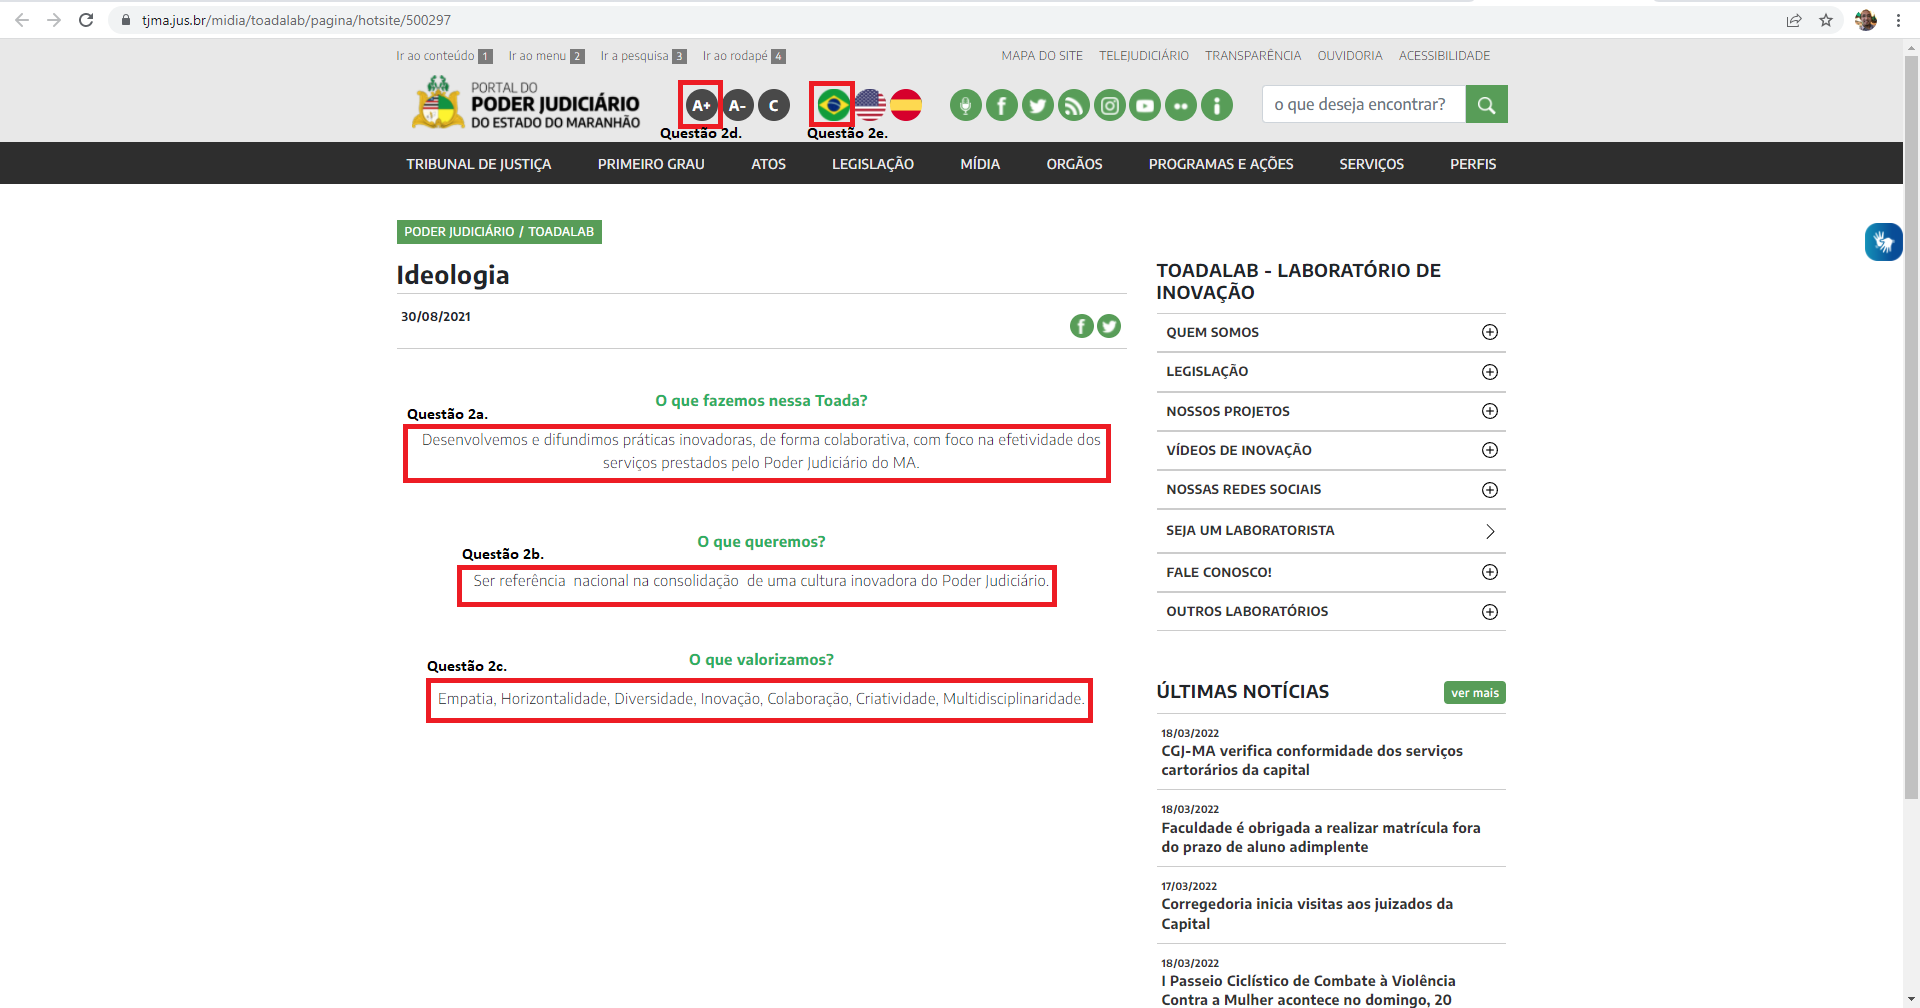 tjma.jus.br/midia/toadalab/pagina/hotsite/500297
Ir ao conteúdo 1 Ir ao menu 2 Ir a pesquisa 3 Ir ao rodapé 4
MAPA DO SITE TELEJUDICIÁRIO TRANSPARÊNCIA OUVIDORIA ACESSIBILIDADE
PORTAL DO
PODER JUDICIÁRIO
DO ESTADO DO MARANHÃO
A+ A- C
o que deseja encontrar?
Questão 2d. Questão 2e.
TRIBUNAL DE JUSTIÇA PRIMEIRO GRAU ATOS LEGISLAÇÃO MÍDIA ORGÃOS PROGRAMAS E AÇÕES SERVIÇOS PERFIS
PODER JUDICIÁRIO / TOADALAB
Ideologia
30/08/2021
O que fazemos nessa Toada?
Questão 2a.
Desenvolvemos e difundimos práticas inovadoras, de forma colaborativa, com foco na efetividade dos
serviços prestados pelo Poder Judiciário do MA.
O que queremos?
Questão 2b.
Ser referência  nacional na consolidação  de uma cultura inovadora do Poder Judiciário.
O que valorizamos?
Questão 2c.
Empatia, Horizontalidade, Diversidade, Inovação, Colaboração, Criatividade, Multidisciplinaridade.
TOADALAB - LABORATÓRIO DE
INOVAÇÃO
QUEM SOMOS
LEGISLAÇÃO
NOSSOS PROJETOS
VÍDEOS DE INOVAÇÃO
NOSSAS REDES SOCIAIS
SEJA UM LABORATORISTA
FALE CONOSCO!
OUTROS LABORATÓRIOS
ÚLTIMAS NOTÍCIAS ver mais
18/03/2022
CGJ-MA verifica conformidade dos serviços
cartorários da capital
18/03/2022
Faculdade é obrigada a realizar matrícula fora
do prazo de aluno adimplente
17/03/2022
Corregedoria inicia visitas aos juizados da
Capital
18/03/2022
I Passeio Ciclístico de Combate à Violência
Contra a Mulher acontece no domingo, 20